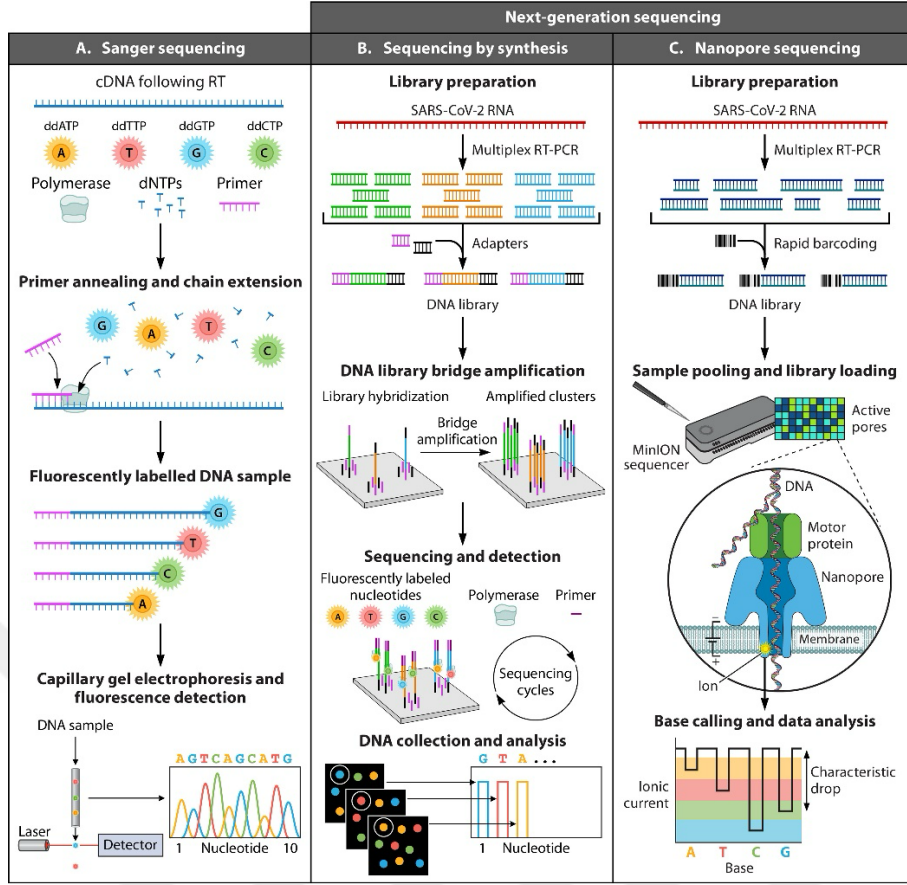 Next-generation sequencing
A. Sanger sequencing
cDNA following RT
ddATP ddTTP ddGTP ddCTP
A T G C
Polymerase dNTPs Primer
Primer annealing and chain extension
G A T C
Fluorescently labelled DNA sample
G
T
C
A
Capillary gel electrophoresis and
fluorescence detection
DNA sample
A G T C A G C A T G
Laser
Detector
1 Nucleotide 10
B. Sequencing by synthesis
Library preparation
SARS-CoV-2 RNA
Multiplex RT-PCR
Adapters
DNA library
DNA library bridge amplification
Library hybridization
Amplified clusters
Bridge
amplification
Sequencing and detection
Fluorescently labeled
nucleotides
Polymerase Primer
A T G C
Sequencing
cycles
DNA collection and analysis
G T A ...
1 Nucleotide
C. Nanopore sequencing
Library preparation
SARS-CoV-2 RNA
Multiplex RT-PCR
Rapid barcoding
DNA library
Sample pooling and library loading
MinION
sequencer
Active
pores
DNA
Motor
protein
Nanopore
Membrane
−
+
Ion
Base calling and data analysis
Ionic
current
Characteristic
drop
A T C G
Base